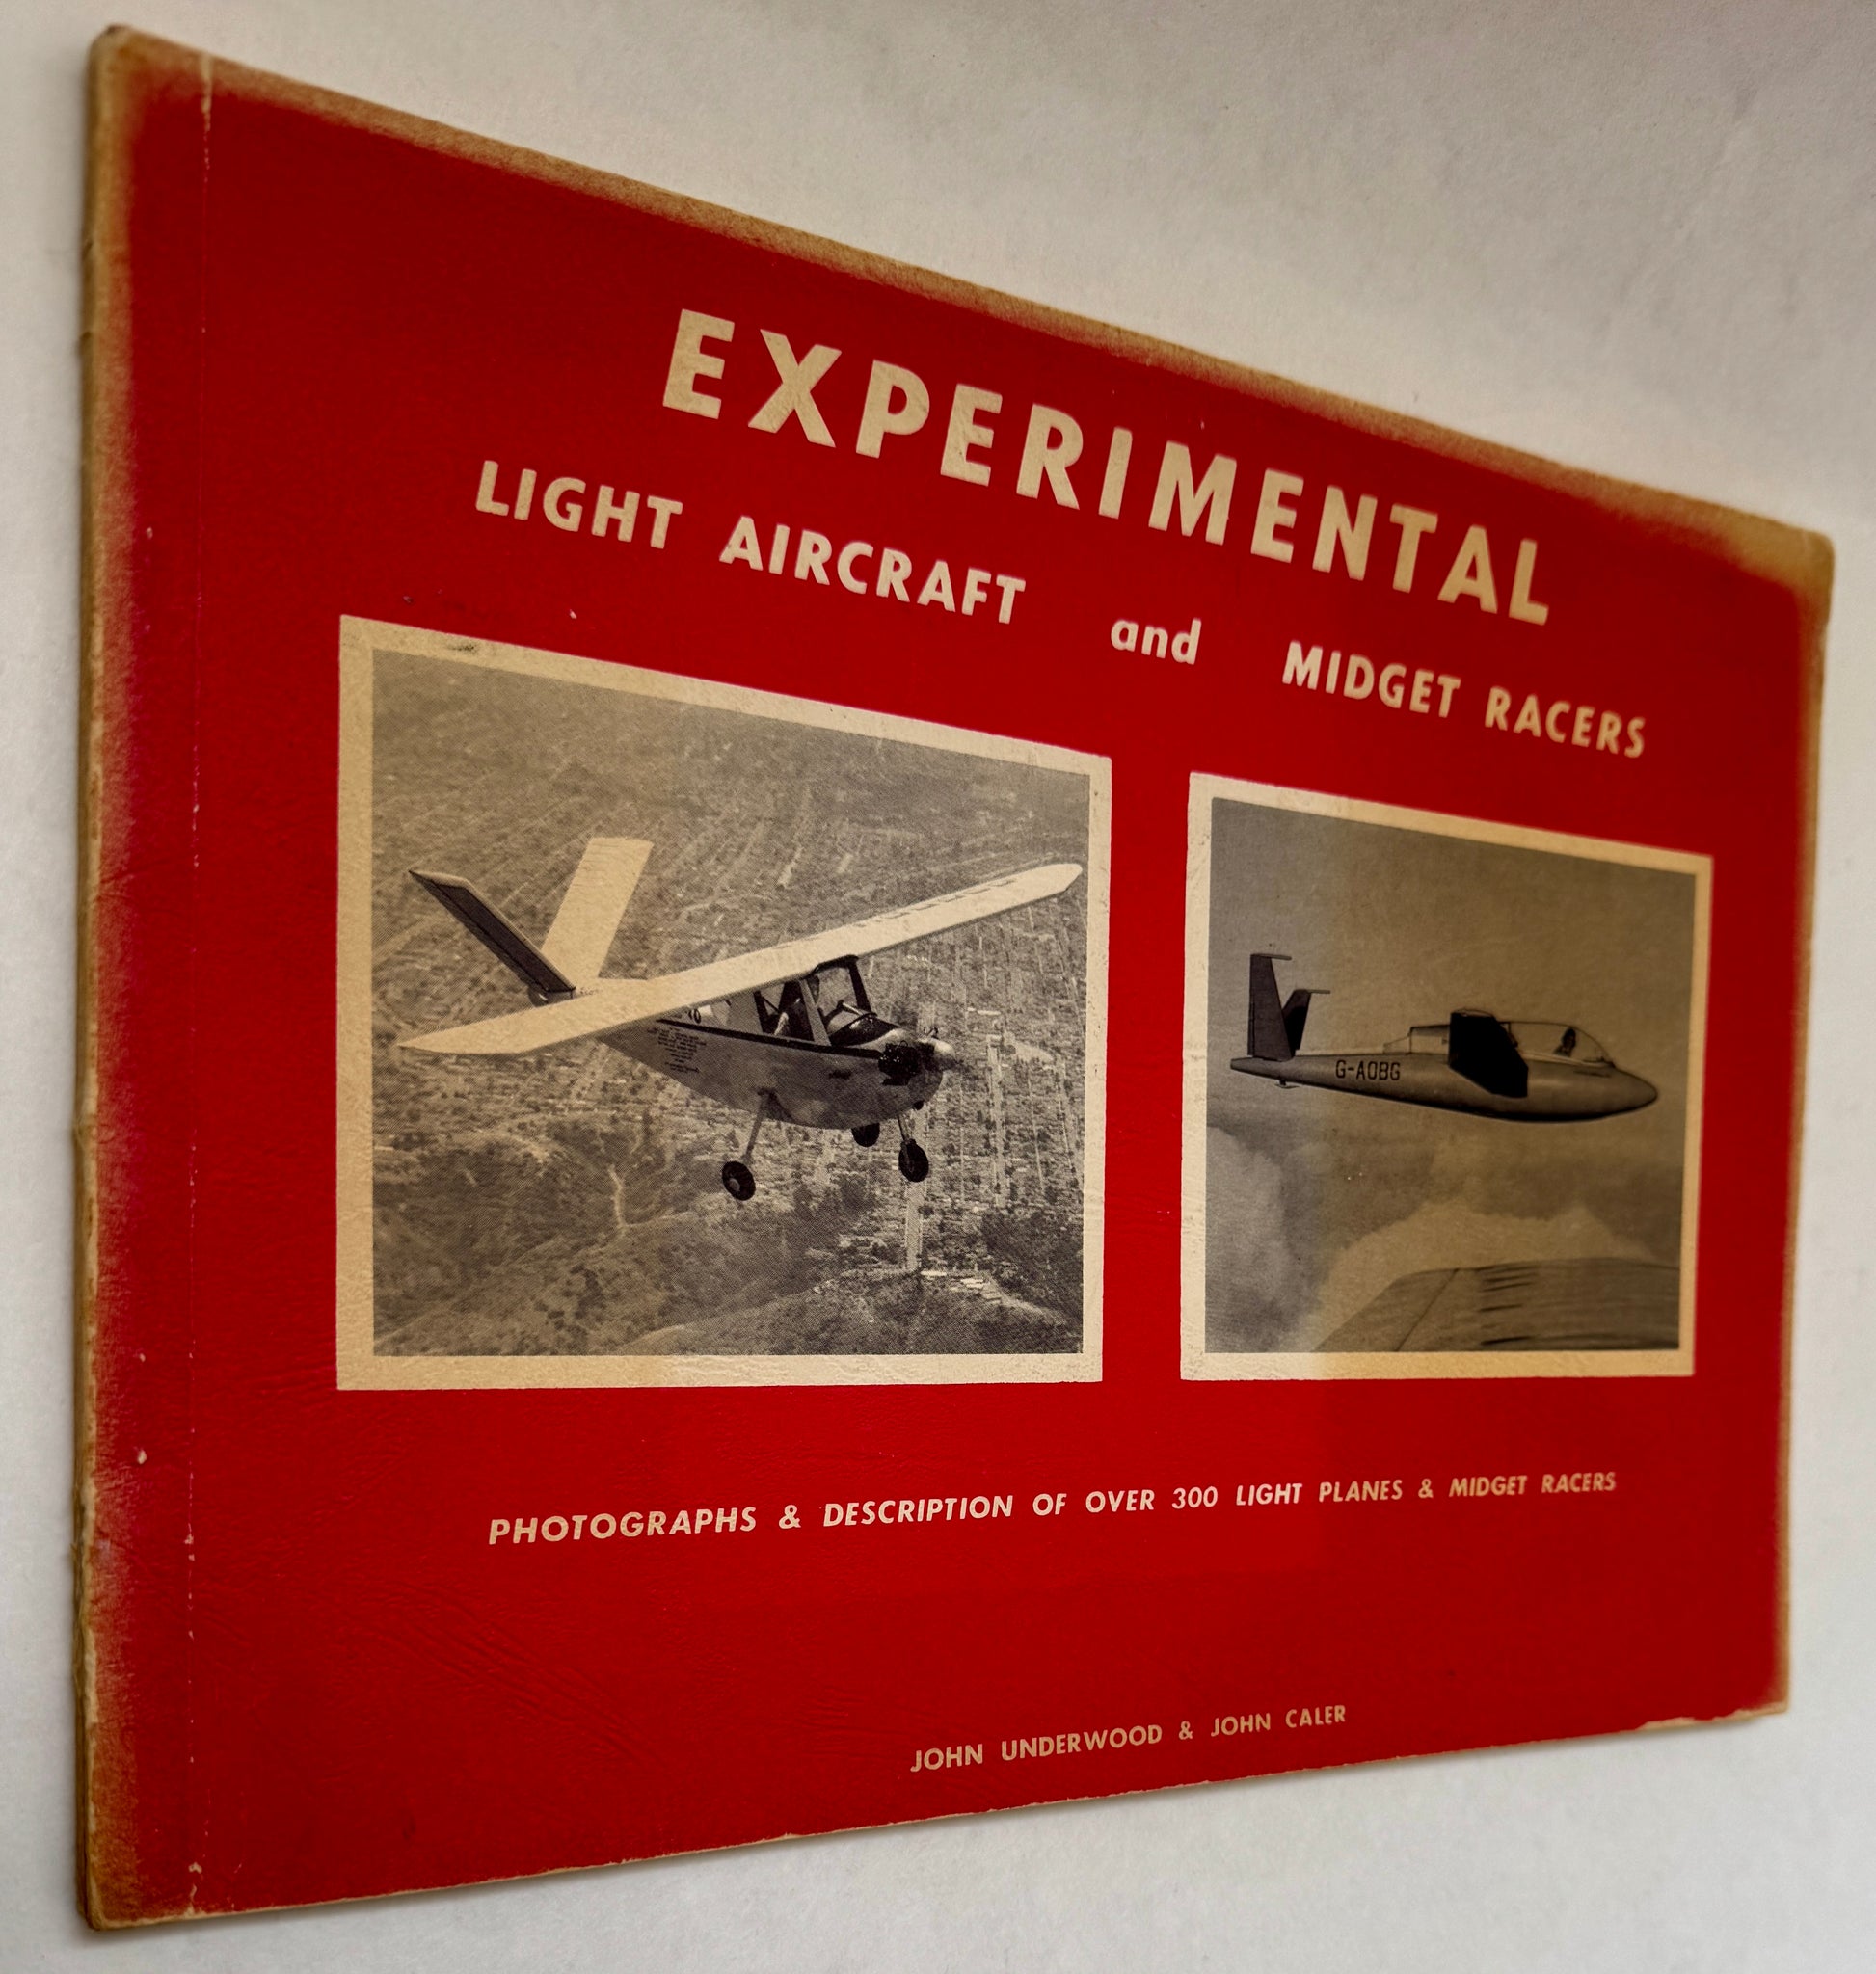 EXPERIMENTAL
LIGHT AIRCRAFT and MIDGET RACERS
G-AOBG
PHOTOGRAPHS & DESCRIPTION OF OVER 300 LIGHT PLANES & MIDGET RACERS
JOHN UNDERWOOD & JOHN CALER